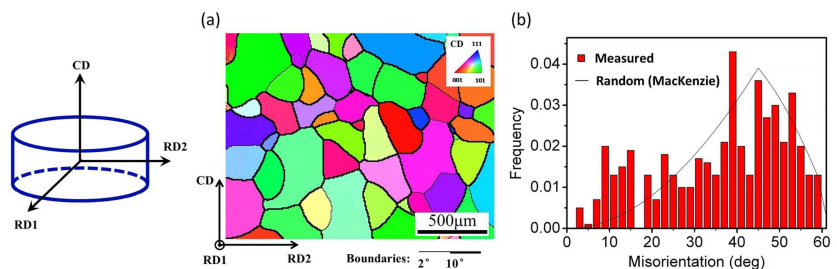 CD
RD2
RD1
(a)
CD 111
001 101
CD
RD1
RD2
500μm
Boundaries: 2° 10°
(b)
Measured
Random (MacKenzie)
Frequency
0.04
0.03
0.02
0.01
0.00
0 10 20 30 40 50 60
Misorientation (deg)